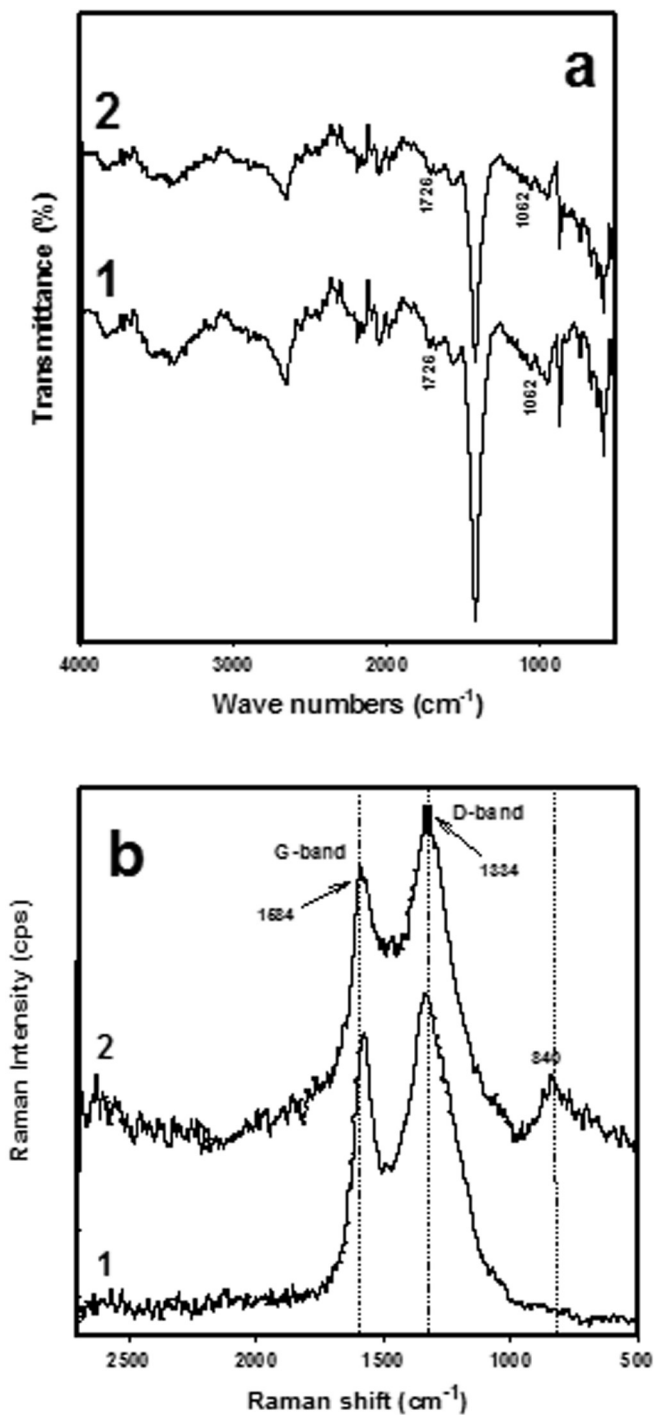 a
2
1726
1062
1
1726
1062
Transmittance (%)
4000 3000 2000 1000
Wave numbers (cm-1)
b
D-band
G-band
1334
1584
2
840
1
Raman Intensity (cps)
2500 2000 1500 1000 500
Raman shift (cm-1)